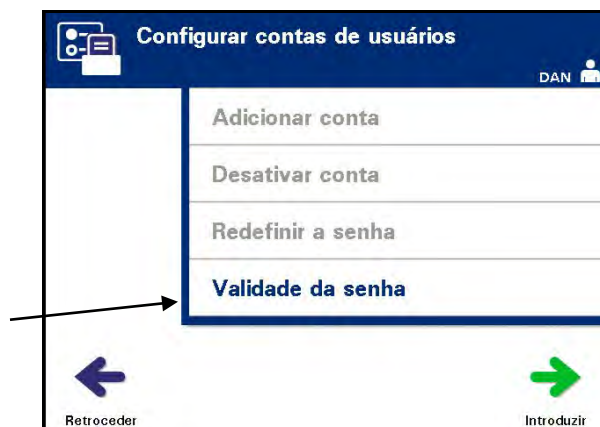 Configurar contas de usuários
DAN
Adicionar conta
Desativar conta
Redefinir a senha
Validade da senha
Retroceder
Introduzir